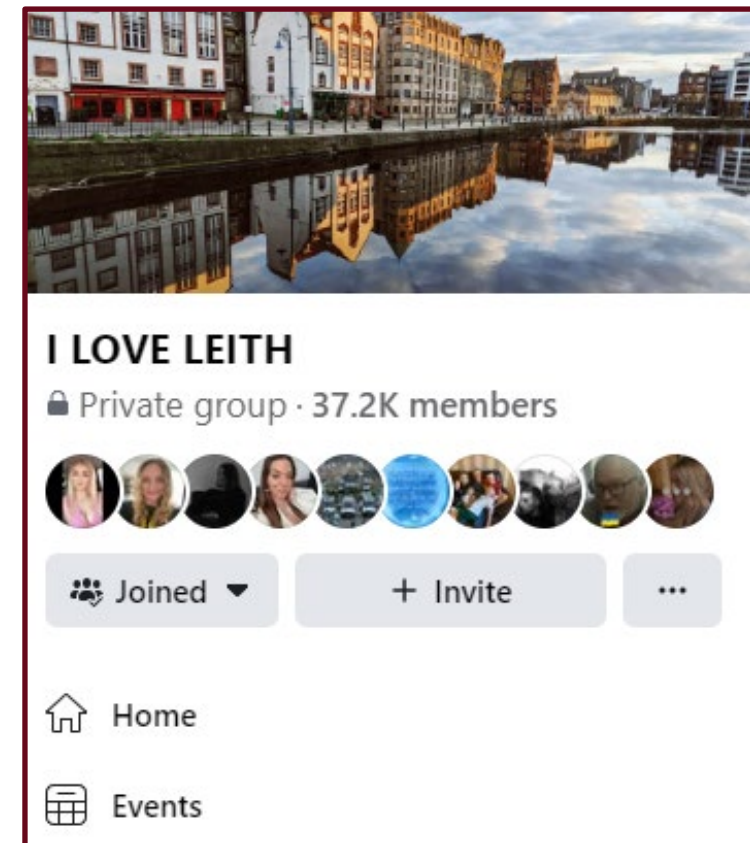 I LOVE LEITH
Private group · 37.2K members
Joined
+ Invite
...
Home
Events